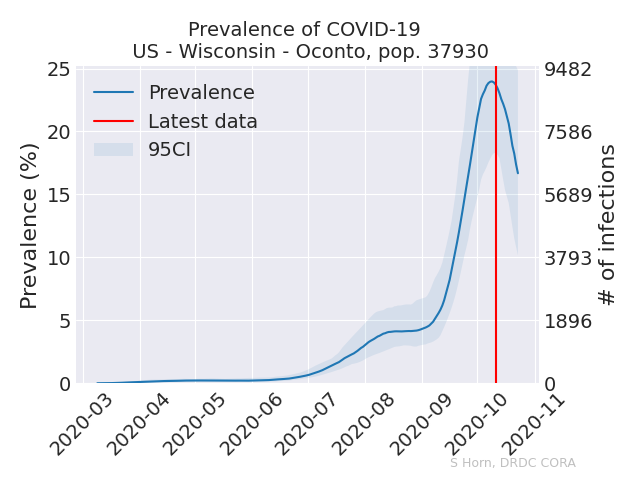 Prevalence of COVID-19
US - Wisconsin - Oconto, pop. 37930
Prevalence
Latest data
95CI
Prevalence (%)
25
20
15
10
5
0
9482
7586
5689
3793
1896
0
# of infections
2020-03
2020-04
2020-05
2020-06
2020-07
2020-08
2020-09
2020-10
2020-11
S Horn, DRDC CORA